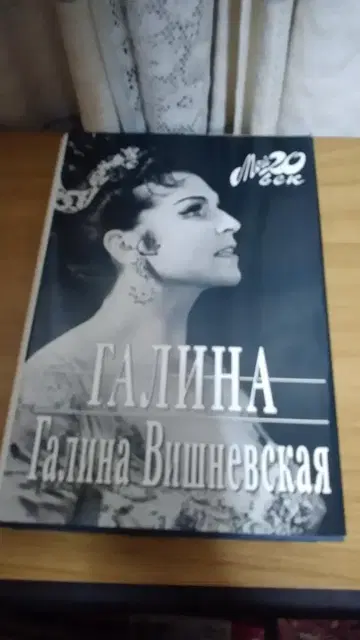 Мой 20
век
ГАЛИНА
Галина Вишневская